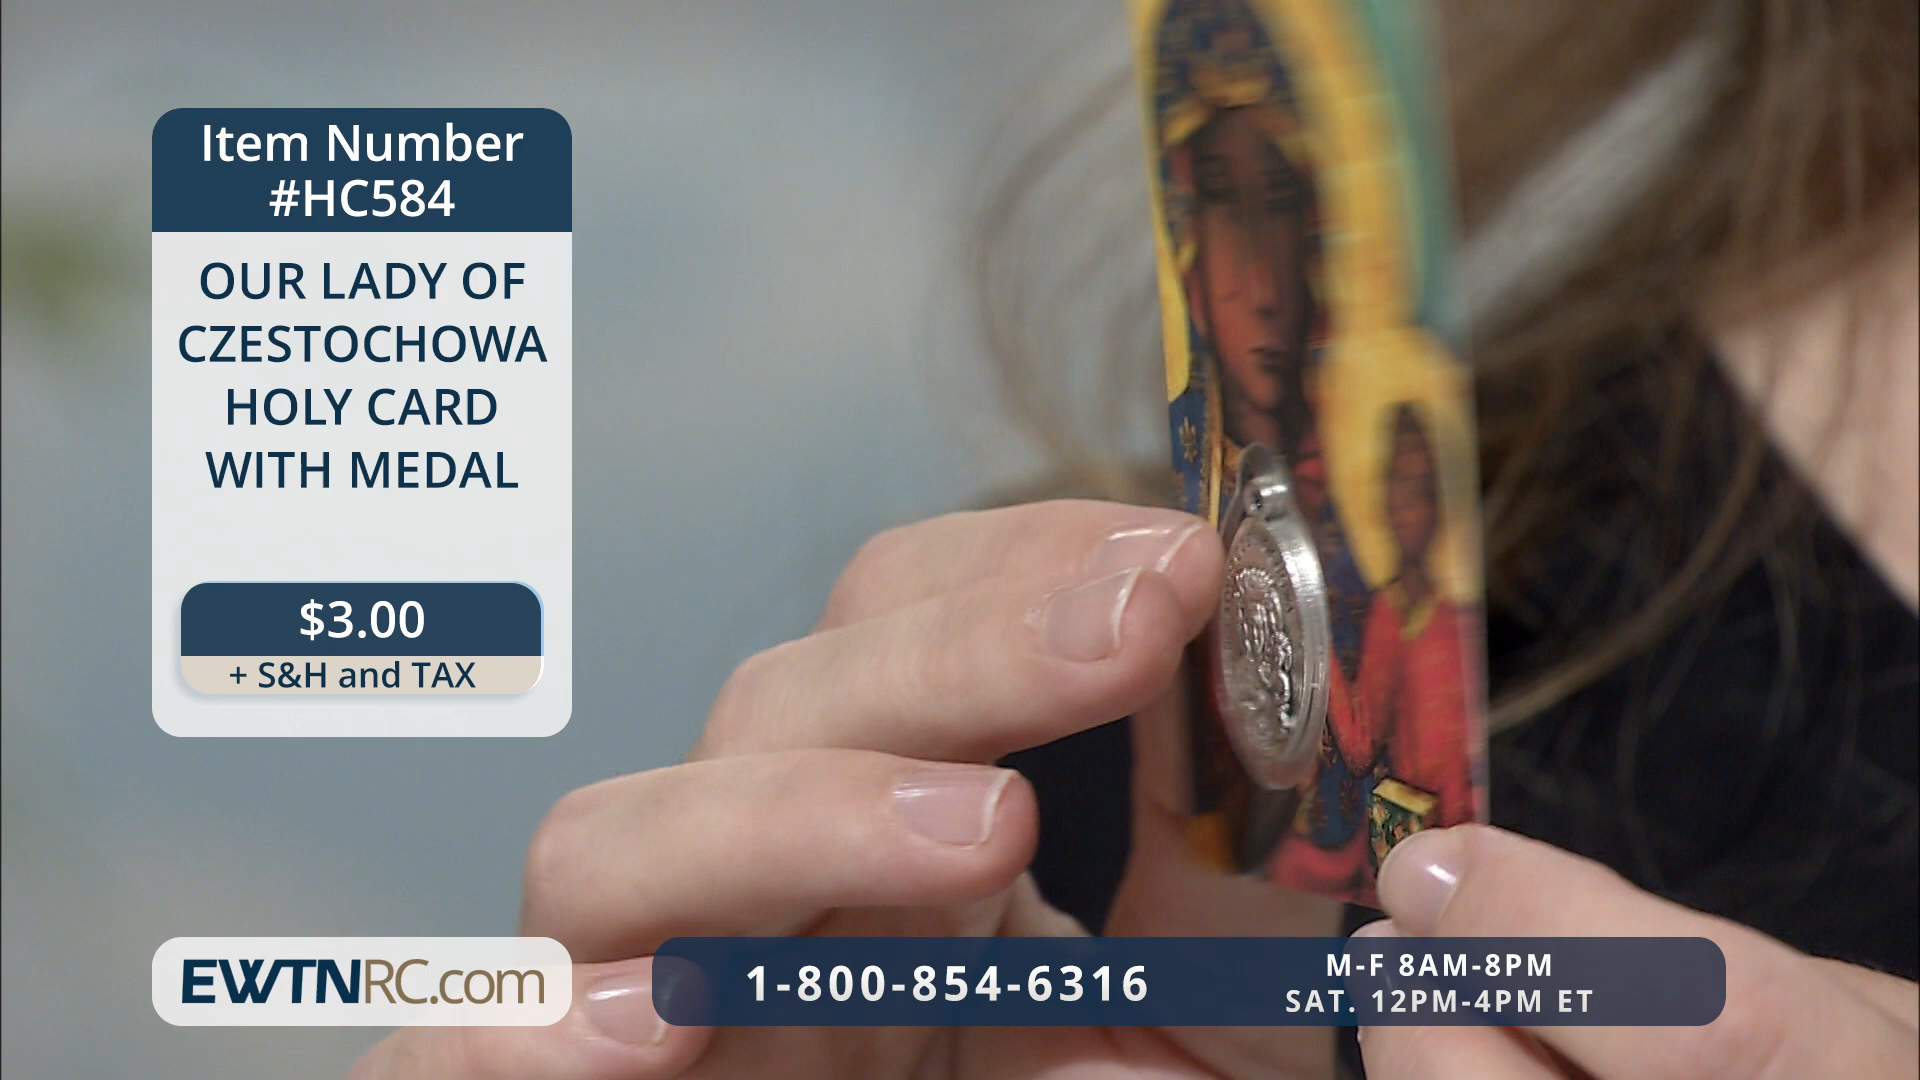 Item Number
#HC584
OUR LADY OF
CZESTOCHOWA
HOLY CARD
WITH MEDAL
$3.00
+ S&H and TAX
EWTNRC.com
1-800-854-6316
M-F 8AM-8PM
SAT. 12PM-4PM ET